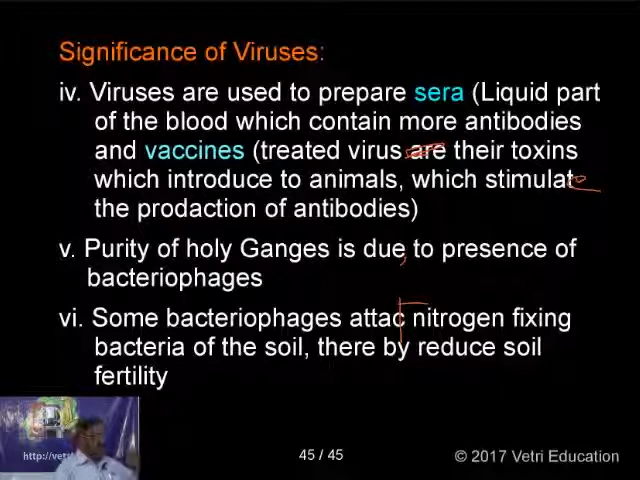 Significance of Viruses:
iv. Viruses are used to prepare sera (Liquid part
of the blood which contain more antibodies
and vaccines (treated virus are their toxins
which introduce to animals, which stimulate
the prodaction of antibodies)
v. Purity of holy Ganges is due, to presence of
bacteriophages
vi. Some bacteriophages attac nitrogen fixing
bacteria of the soil, there by reduce soil
fertility
http://vet
45 / 45
© 2017 Vetri Education